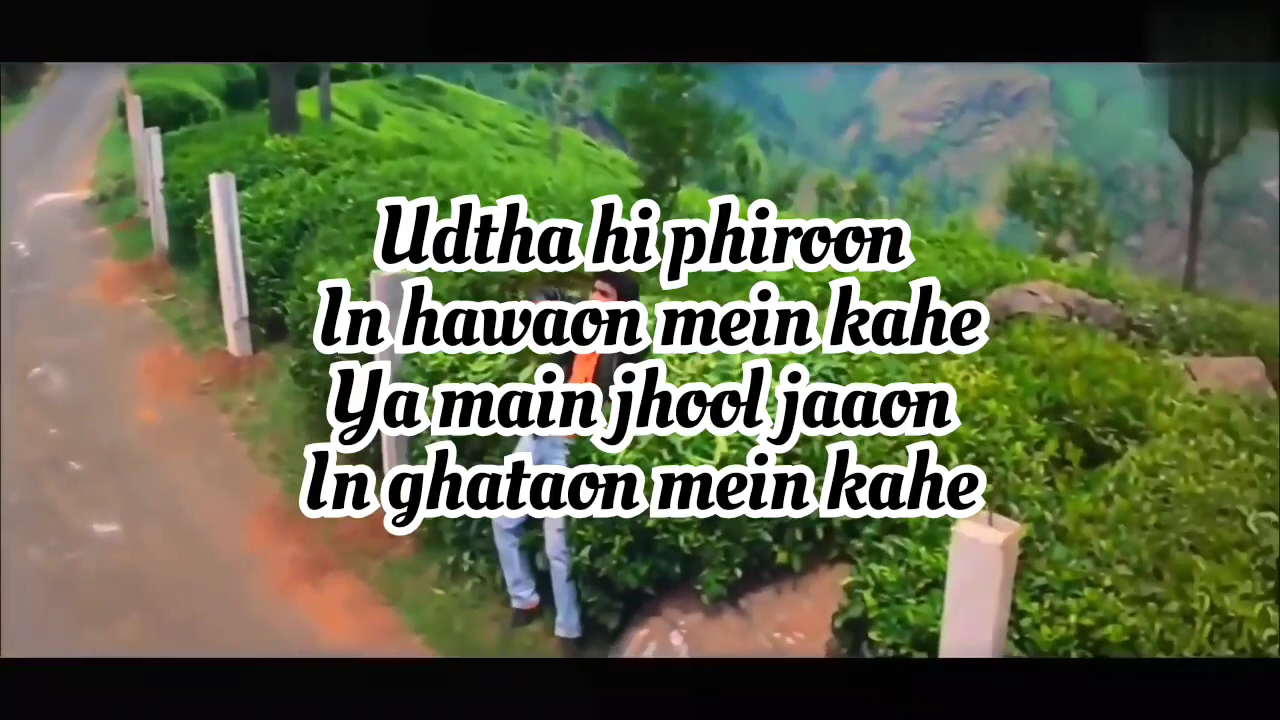 Udtha hi phiroon
In hawaon mein kahe
Ya main jhool jaaon
In ghataon mein kahe